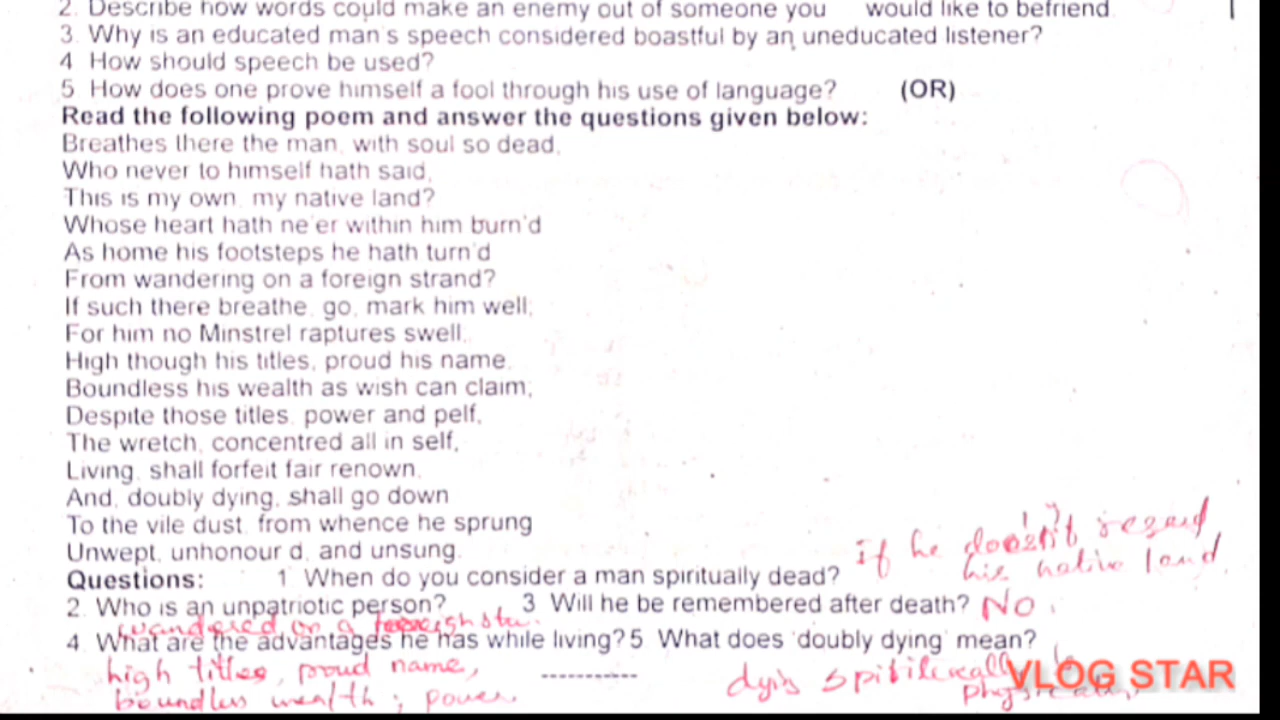 2. Describe how words could make an enemy out of someone you would like to befriend
3. Why is an educated man's speech considered boastful by an uneducated listener?
4 How should speech be used?
5 How does one prove himself a fool through his use of language? (OR)
Read the following poem and answer the questions given below:
Breathes there the man, with soul so dead,
Who never to himself hath said,
This is my own, my native land?
Whose heart hath ne'er within him burn'd
As home his footsteps he hath turn'd
From wandering on a foreign strand?
If such there breathe, go, mark him well;
For him no Minstrel raptures swell;
High though his titles, proud his name,
Boundless his wealth as wish can claim;
Despite those titles, power and pelf,
The wretch, concentred all in self,
Living, shall forfeit fair renown,
And, doubly dying, shall go down
To the vile dust, from whence he sprung
Unwept, unhonour'd, and unsung.
if he doesn't regard
his native land
Questions: 1 When do you consider a man spiritually dead?
2. Who is an unpatriotic person? 3 Will he be remembered after death? No.
wandered on a
4. What are the advantages he has while living? 5 What does 'doubly dying' mean?
high titles, proud name,
boundless wealth; power
----------
VLOG STAR